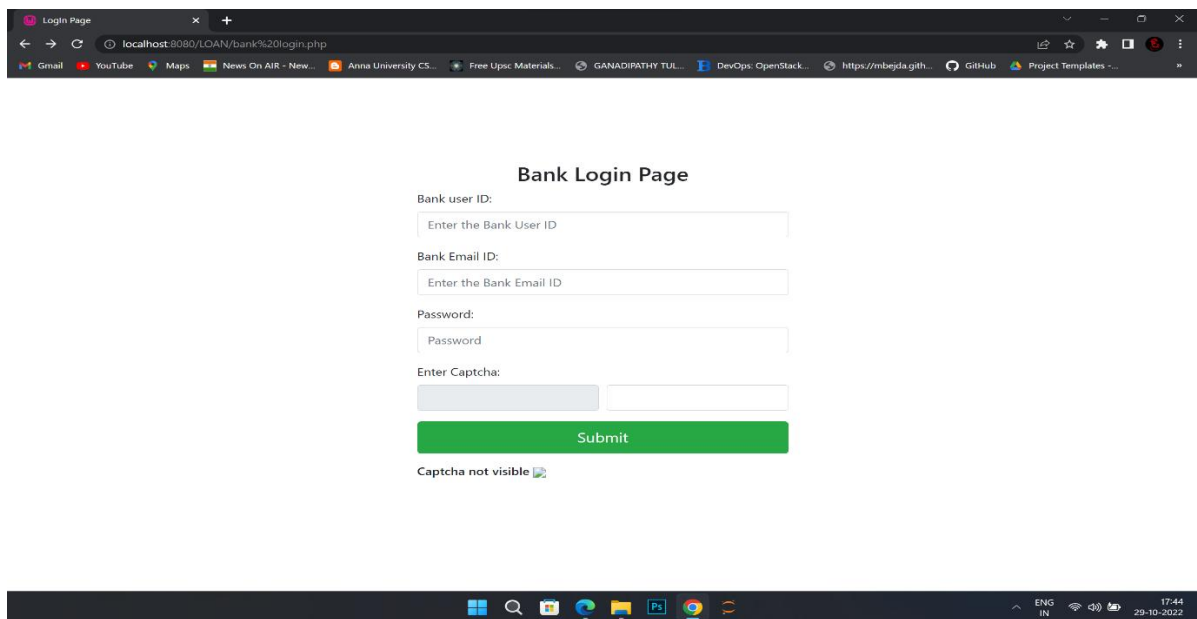 LogIn Page
localhost:8080/LOAN/bank%20login.php
Gmail YouTube Maps News On AIR - New... Anna University CS... Free Upsc Materials... GANADIPATHY TUL... DevOps: OpenStack... https://mbejda.gith... GitHub Project Templates -... »
Bank Login Page
Bank user ID:
Enter the Bank User ID
Bank Email ID:
Enter the Bank Email ID
Password:
Password
Enter Captcha:
Submit
Captcha not visible
Ps
ENG
IN
17:44
29-10-2022